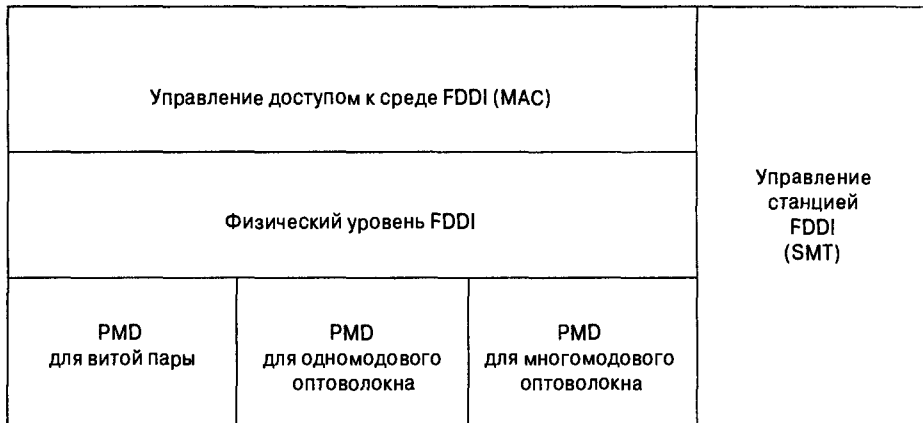 Управление доступом к среде FDDI (MAC)
Физический уровень FDDI
Управление
станцией
FDDI
(SMT)
PMD
для витой пары
PMD
для одномодового
оптоволокна
PMD
для многомодового
оптоволокна